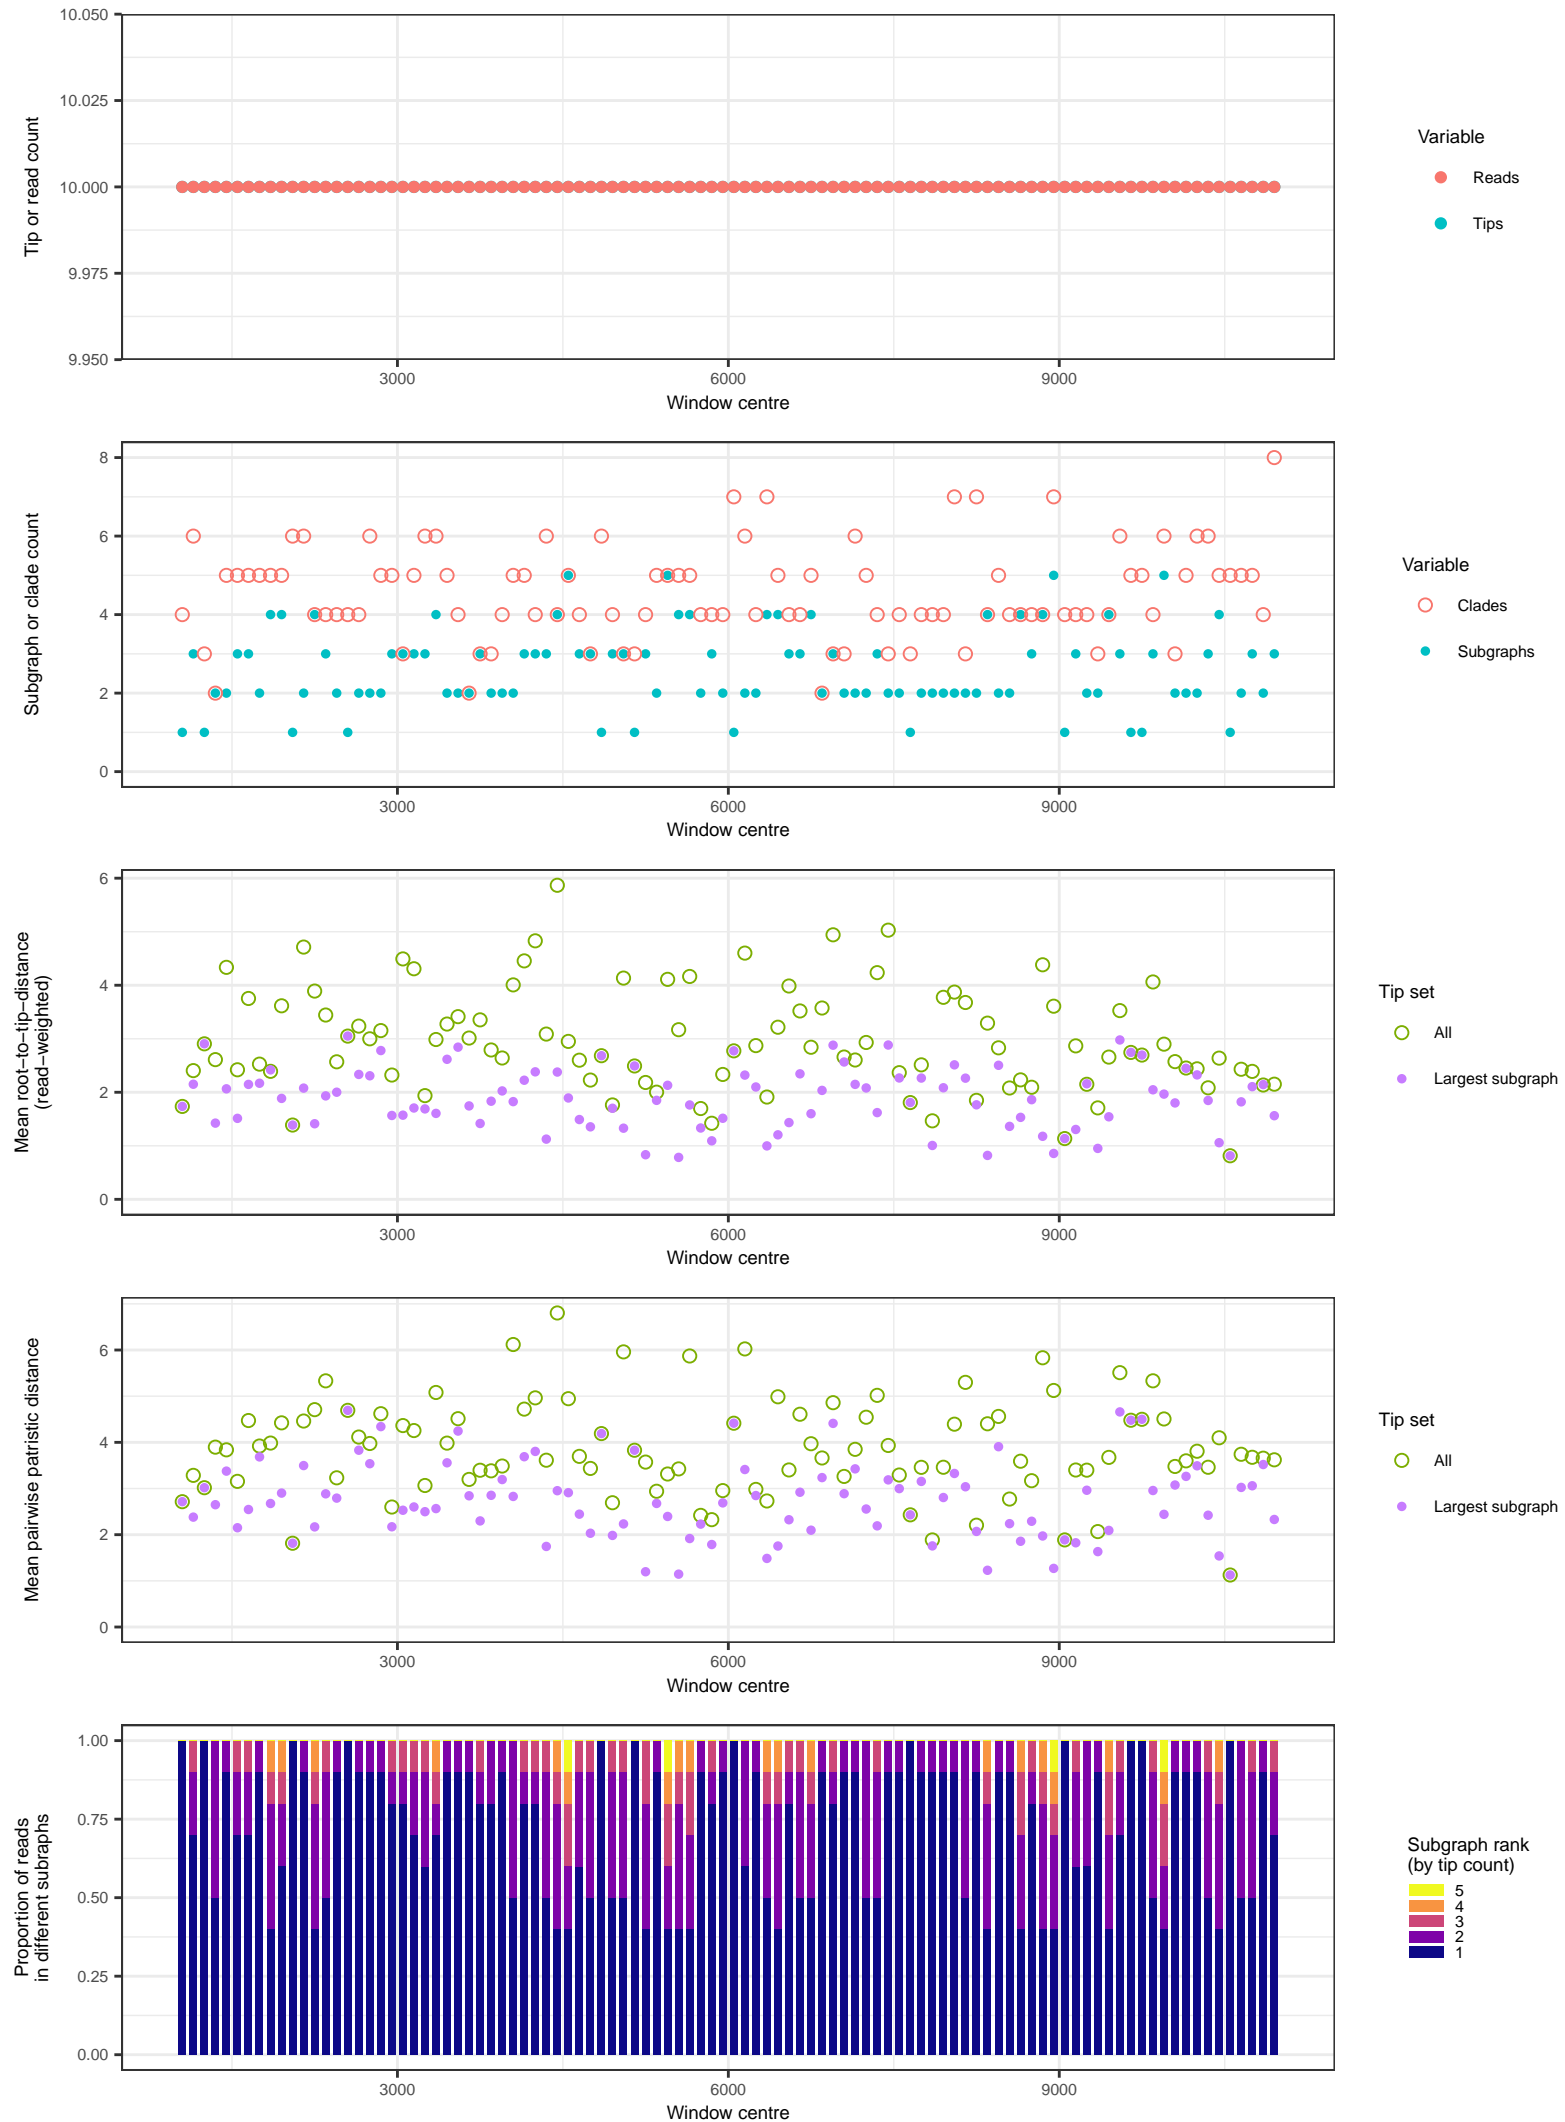 10.050
10.025
10.000
9.975
9.950
Tip or read count
3000
6000
9000
Window centre
Variable
Reads
Tips
8
6
4
2
0
Subgraph or clade count
3000
6000
9000
Window centre
Variable
Clades
Subgraphs
6
4
2
0
Mean root−to−tip−distance
(read−weighted)
3000
6000
9000
Window centre
Tip set
All
Largest subgraph
6
4
2
0
Mean pairwise patristic distance
3000
6000
9000
Window centre
Tip set
All
Largest subgraph
1.00
0.75
0.50
0.25
0.00
Proportion of reads
in different subraphs
3000
6000
9000
Window centre
Subgraph rank
(by tip count)
5
4
3
2
1